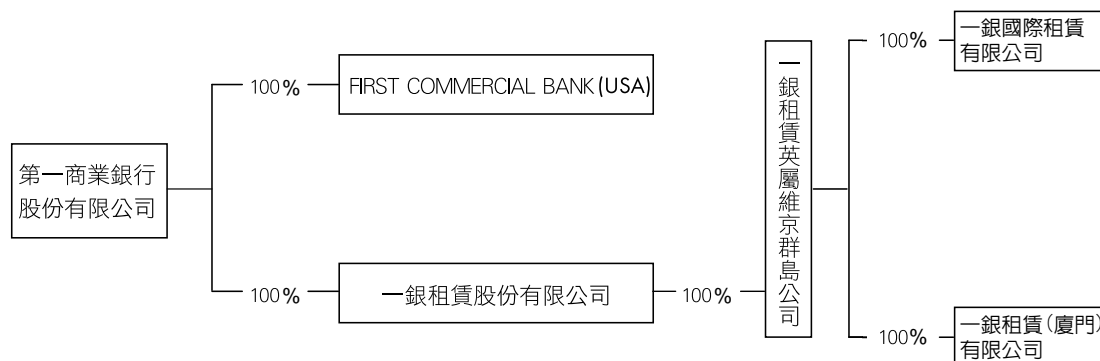 第一商業銀行
股份有限公司
100%
FIRST COMMERCIAL BANK (USA)
100%
一銀租賃股份有限公司
100%
一銀租賃英屬維京群島公司
100%
一銀國際租賃
有限公司
100%
一銀租賃(廈門)
有限公司